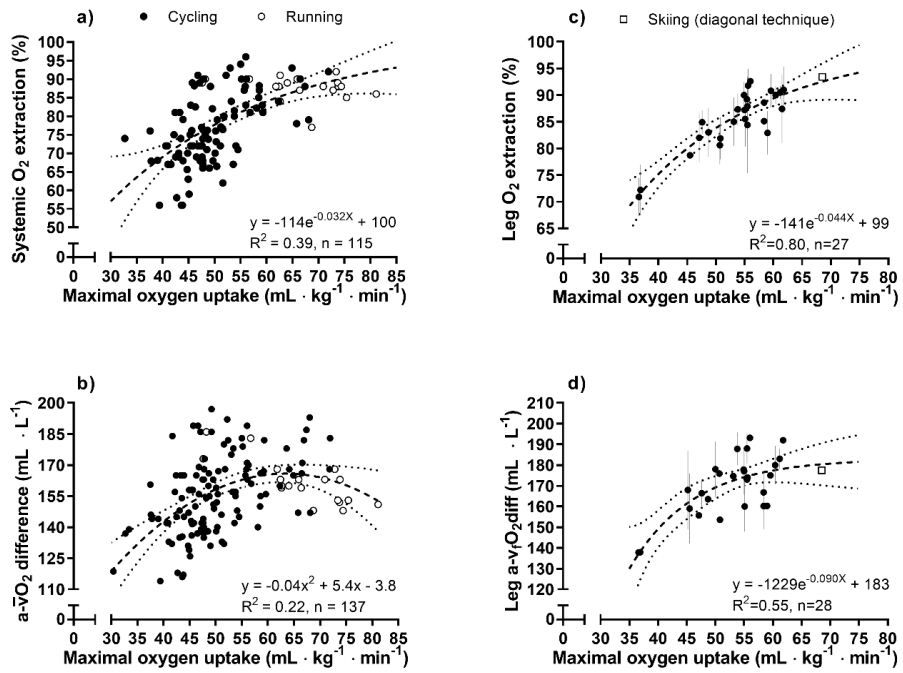 a) ● Cycling ○ Running
Systemic O2 extraction (%)
100
95
90
85
80
75
70
65
60
55
50
0
y = -114e^-0.032X + 100
R² = 0.39, n = 115
0 30 35 40 45 50 55 60 65 70 75 80 85
Maximal oxygen uptake (mL · kg⁻¹ · min⁻¹)
c) □ Skiing (diagonal technique)
Leg O2 extraction (%)
100
95
90
85
80
75
70
65
0
y = -141e^-0.044X + 99
R²=0.80, n=27
0 30 35 40 45 50 55 60 65 70 75 80
Maximal oxygen uptake (mL · kg⁻¹ · min⁻¹)
b)
a-v̅O2 difference (mL · L⁻¹)
200
185
170
155
140
125
110
0
y = -0.04x² + 5.4x - 3.8
R² = 0.22, n = 137
0 30 35 40 45 50 55 60 65 70 75 80 85
Maximal oxygen uptake (mL · kg⁻¹ · min⁻¹)
d)
Leg a-vfO2diff (mL · L⁻¹)
210
200
190
180
170
160
150
140
130
120
0
y = -1229e^-0.090X + 183
R²=0.55, n=28
0 30 35 40 45 50 55 60 65 70 75 80
Maximal oxygen uptake (mL · kg⁻¹ · min⁻¹)